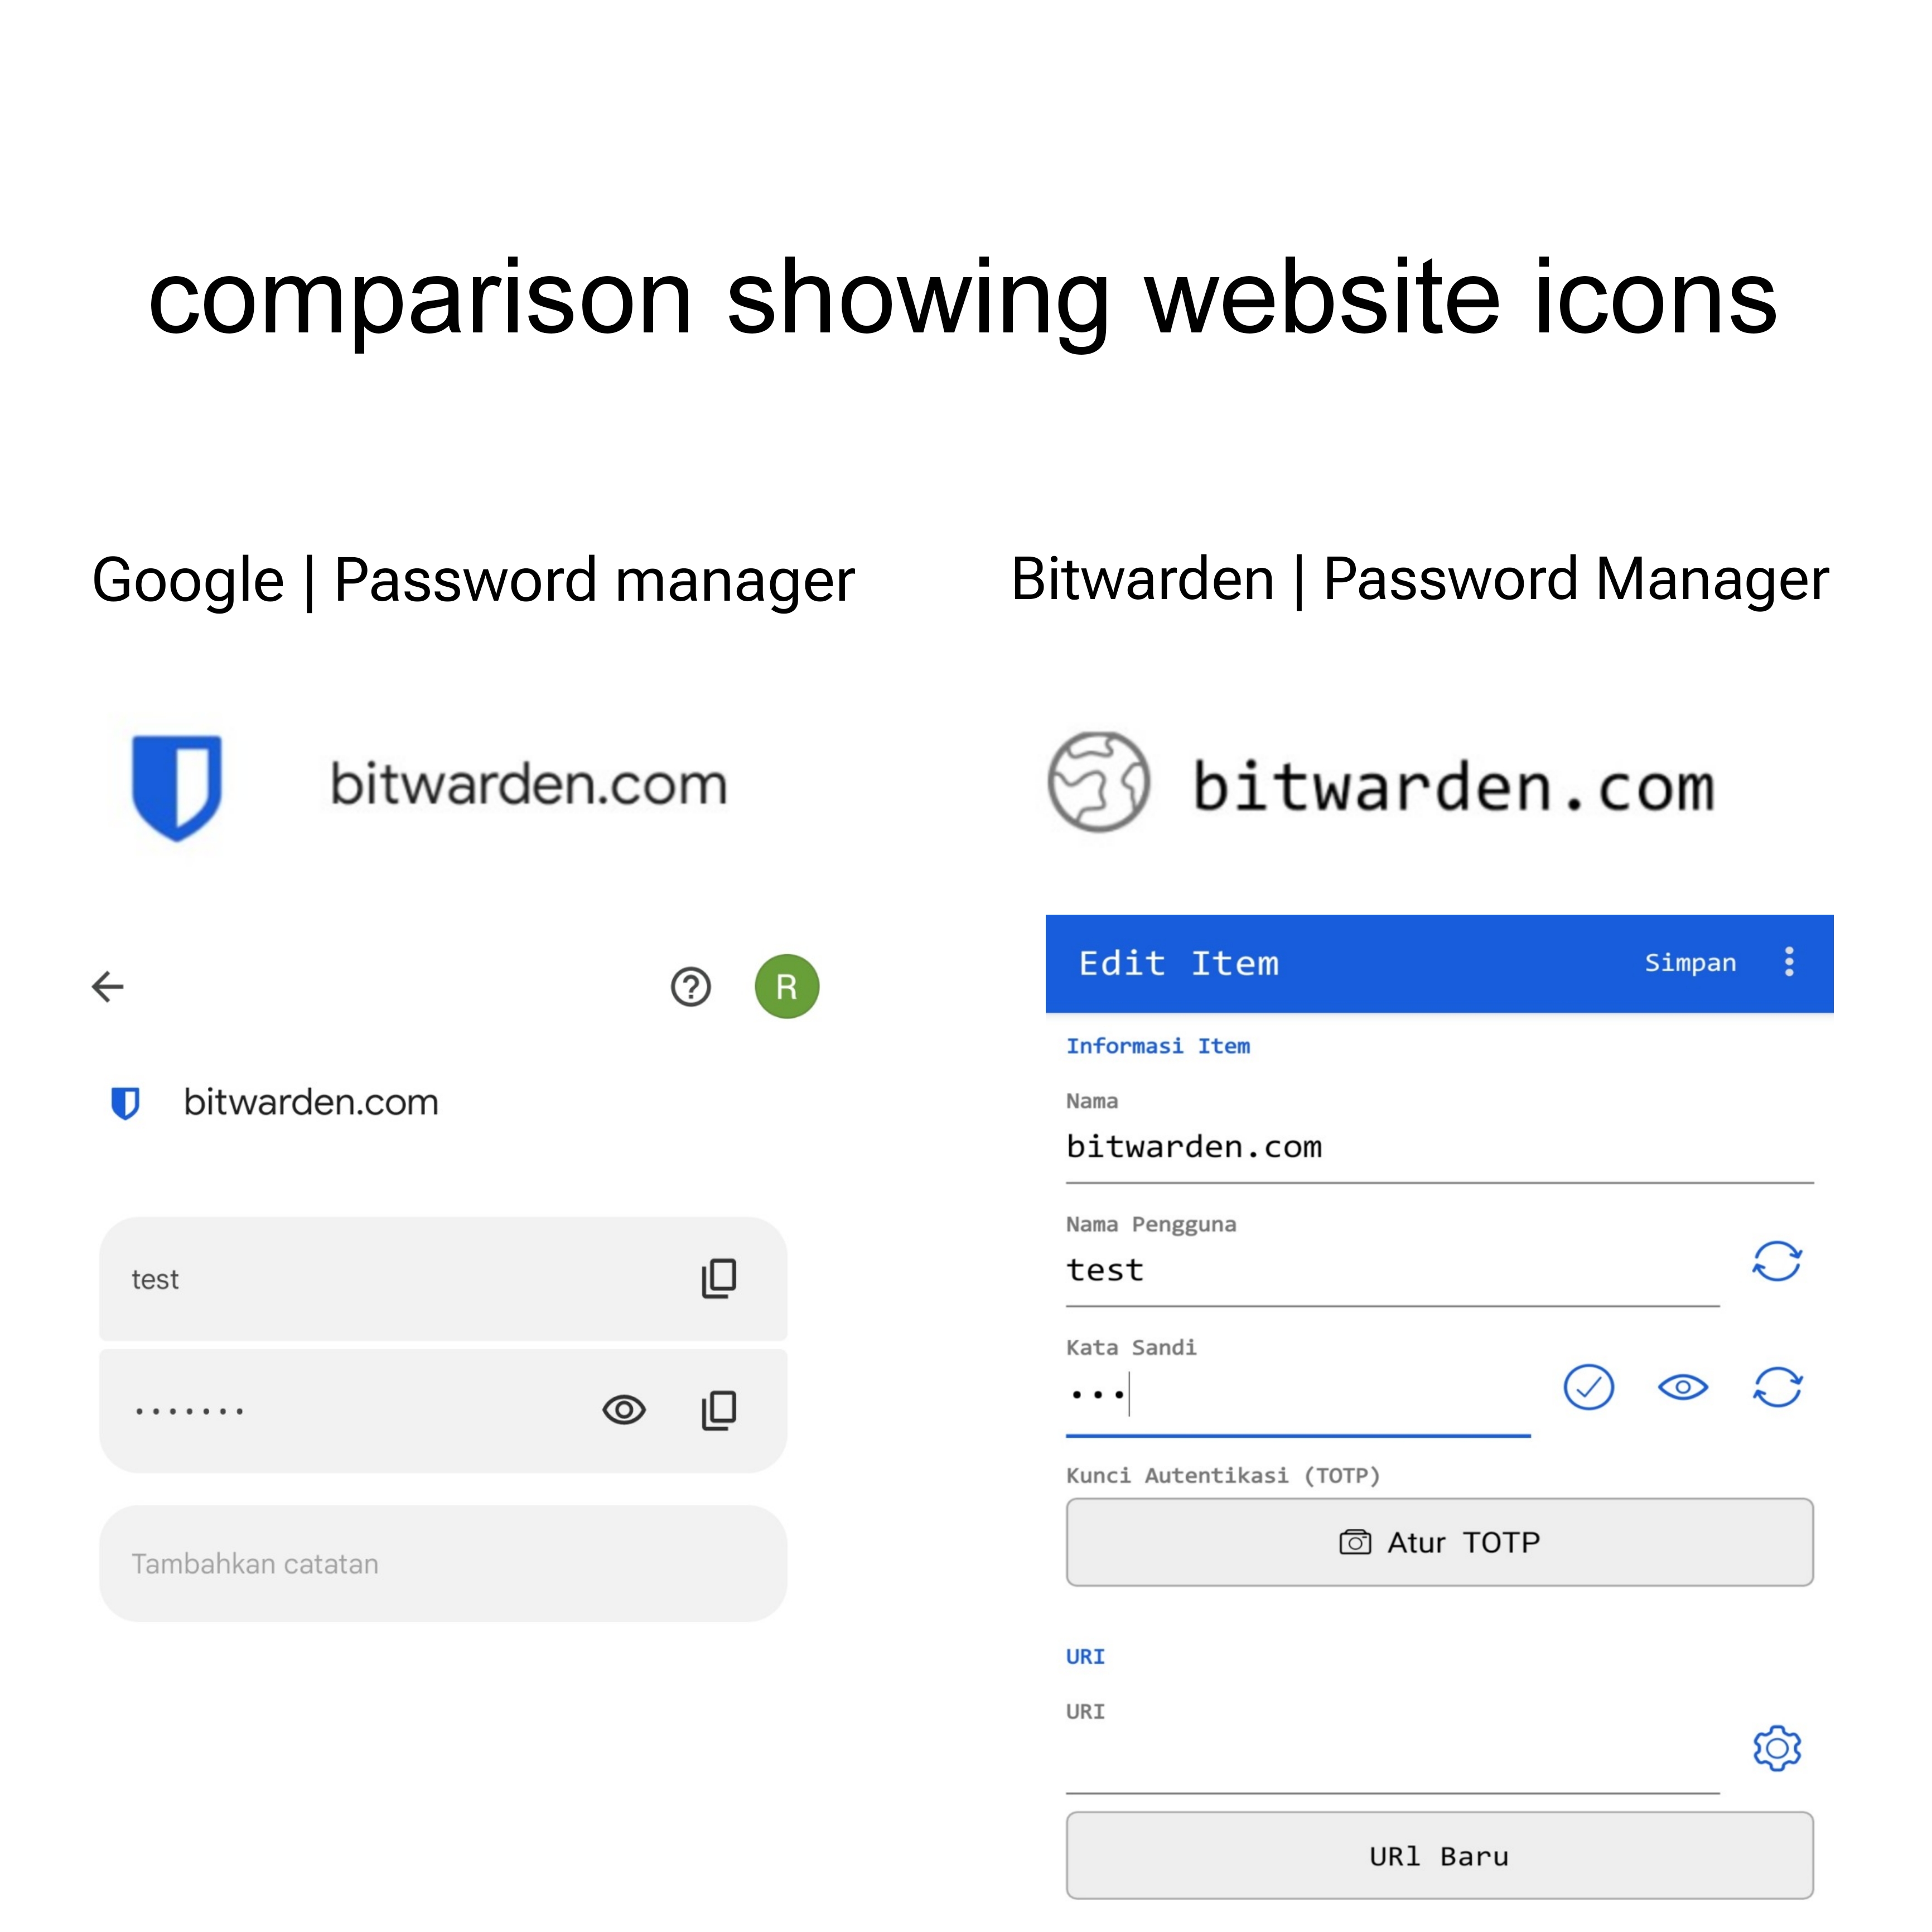 comparison showing website icons
Google | Password manager
Bitwarden | Password Manager
bitwarden.com
bitwarden.com
R
bitwarden.com
test
•••••••
Tambahkan catatan
Edit Item
Simpan
Informasi Item
Nama
bitwarden.com
Nama Pengguna
test
Kata Sandi
•••
Kunci Autentikasi (TOTP)
Atur TOTP
URI
URI
URl Baru